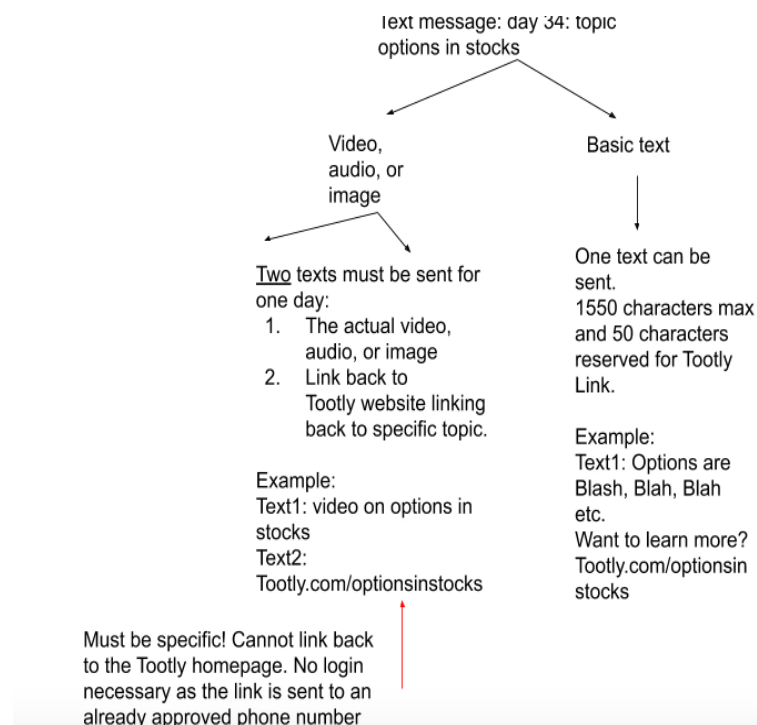 Text message: day 34: topic
options in stocks
Video,
audio, or
image
Basic text
Two texts must be sent for
one day:
1. The actual video,
audio, or image
2. Link back to
Tootly website linking
back to specific topic.
Example:
Text1: video on options in
stocks
Text2:
Tootly.com/optionsinstocks
One text can be
sent.
1550 characters max
and 50 characters
reserved for Tootly
Link.
Example:
Text1: Options are
Blash, Blah, Blah
etc.
Want to learn more?
Tootly.com/optionsin
stocks
Must be specific! Cannot link back
to the Tootly homepage. No login
necessary as the link is sent to an
already approved phone number